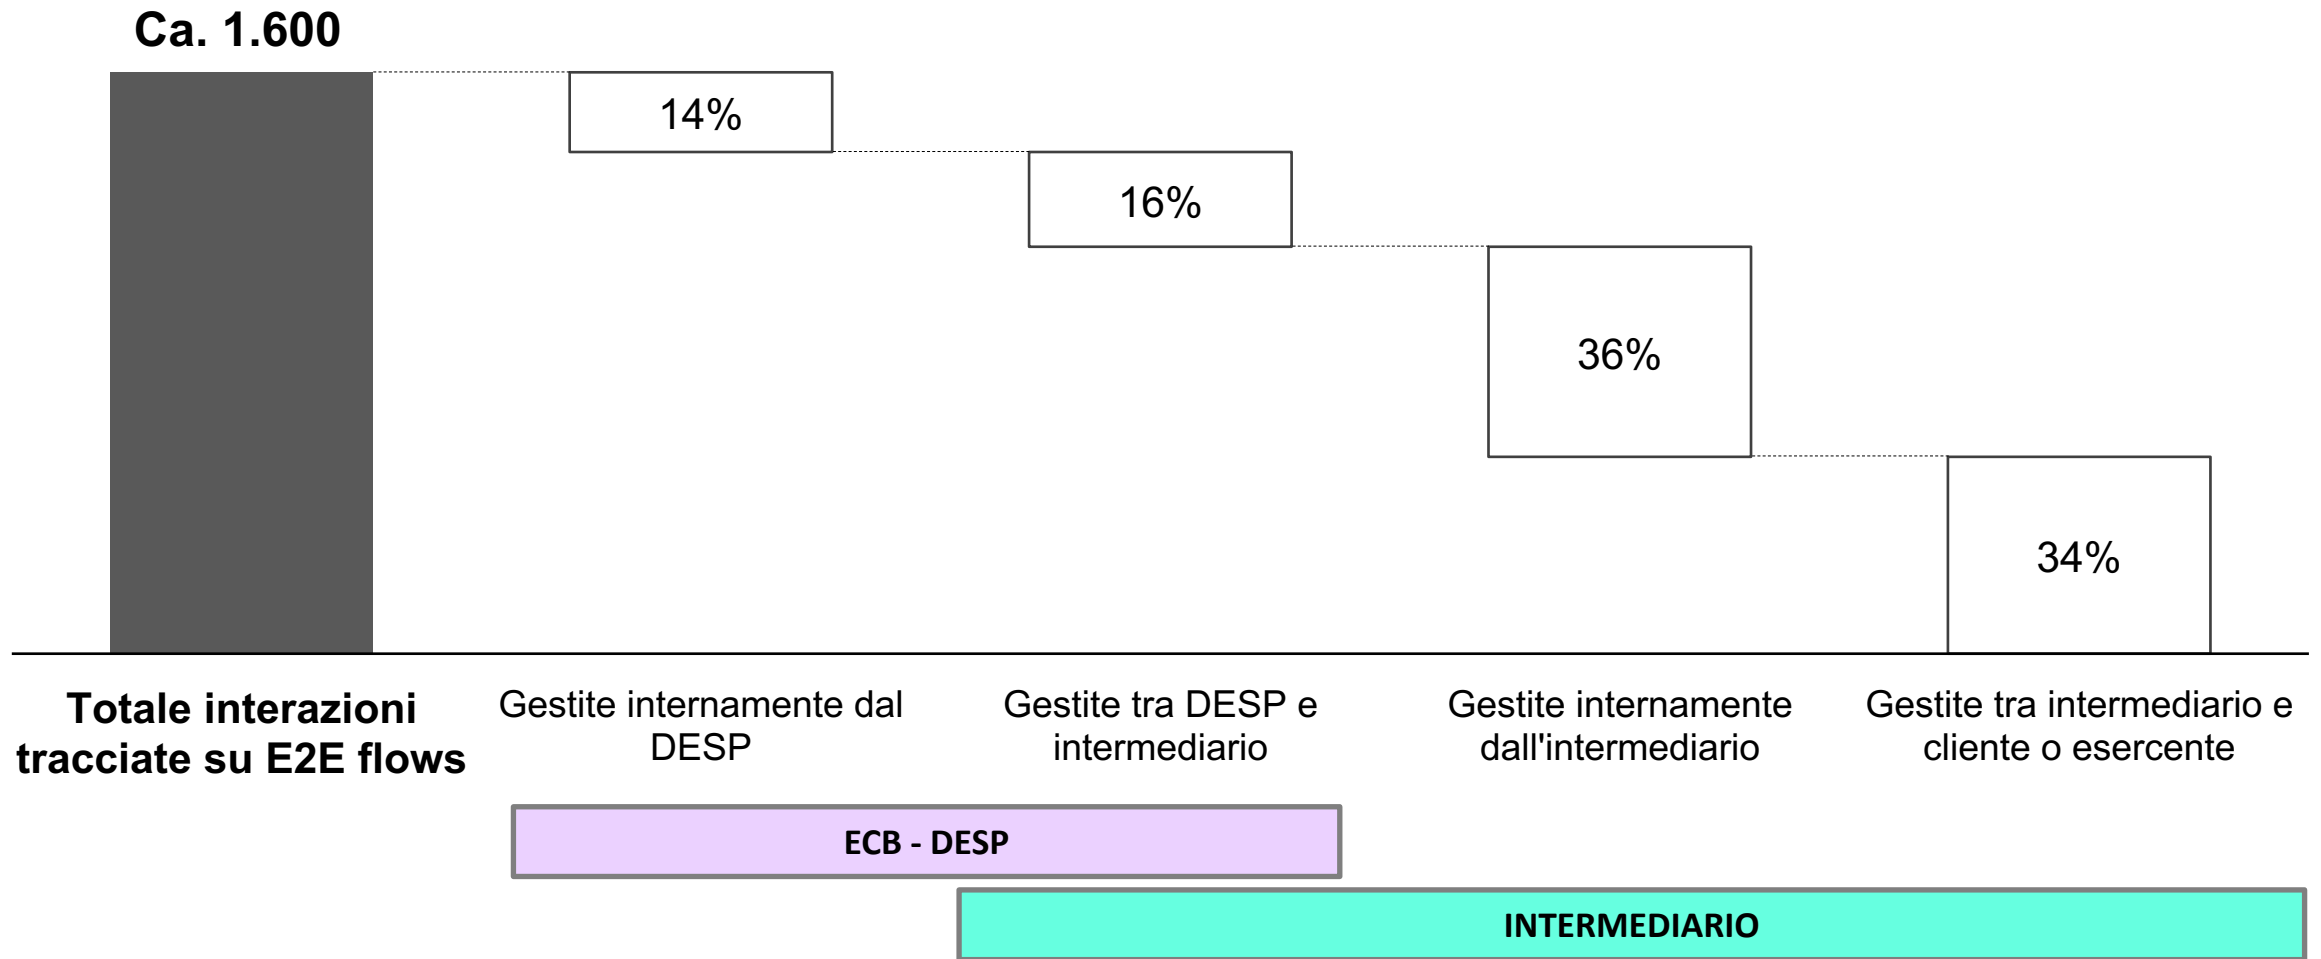 Ca. 1.600
14%
16%
36%
34%
Totale interazioni
tracciate su E2E flows
Gestite internamente dal
DESP
Gestite tra DESP e
intermediario
Gestite internamente
dall'intermediario
Gestite tra intermediario e
cliente o esercente
ECB - DESP
INTERMEDIARIO